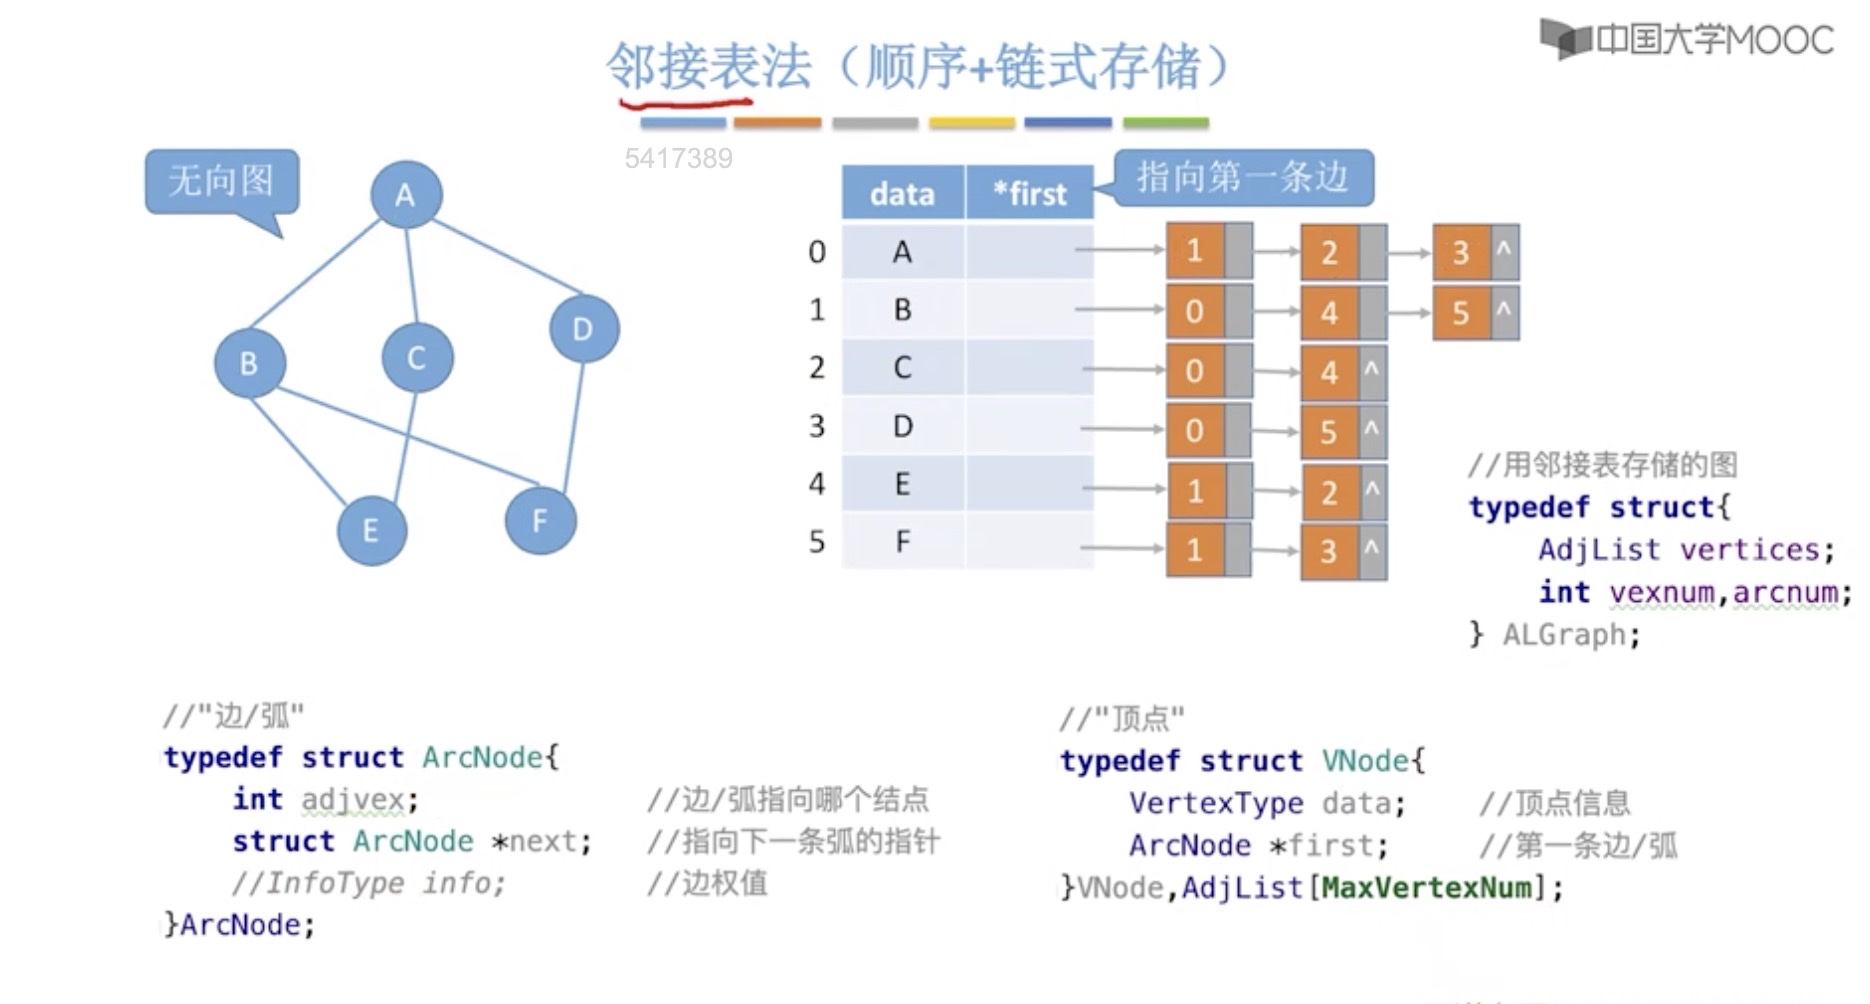 中国大学MOOC
邻接表法（顺序+链式存储）
5417389
无向图
A
B
C
D
E
F
data *first
指向第一条边
0 A 1 2 3 ^
1 B 0 4 5 ^
2 C 0 4 ^
3 D 0 5 ^
4 E 1 2 ^
5 F 1 3 ^
//用邻接表存储的图
typedef struct{
AdjList vertices;
int vexnum,arcnum;
} ALGraph;
//"边/弧"
typedef struct ArcNode{
int adjvex; //边/弧指向哪个结点
struct ArcNode *next; //指向下一条弧的指针
//InfoType info; //边权值
}ArcNode;
//"顶点"
typedef struct VNode{
VertexType data; //顶点信息
ArcNode *first; //第一条边/弧
}VNode,AdjList[MaxVertexNum];